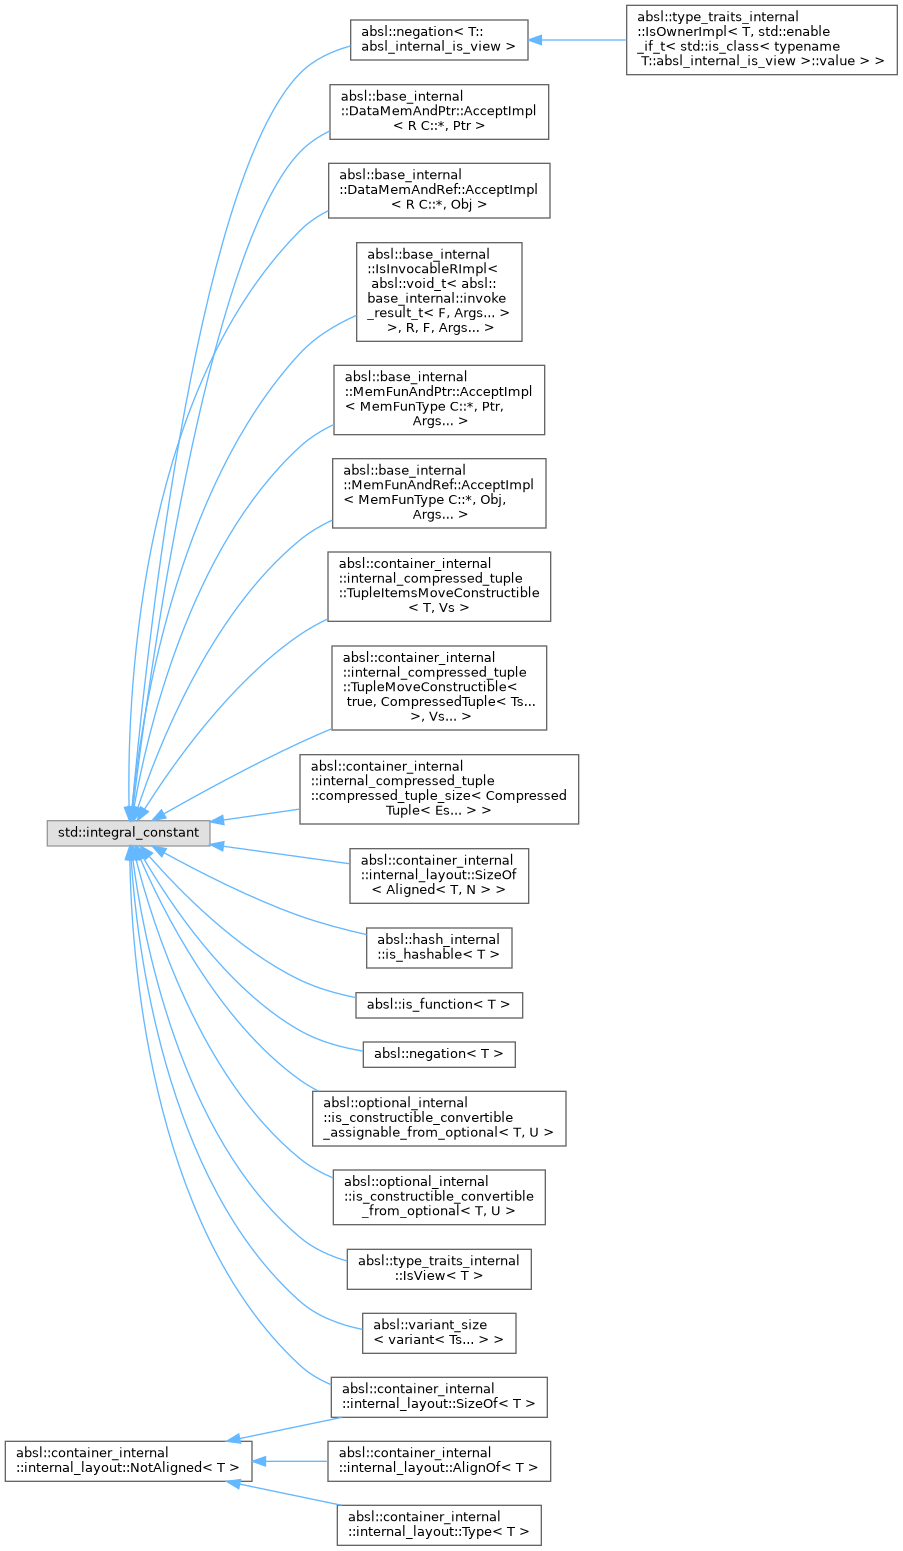 absl::negation< T::
absl_internal_is_view >
absl::type_traits_internal
::IsOwnerImpl< T, std::enable
_if_t< std::is_class< typename
T::absl_internal_is_view >::value > >
absl::base_internal
::DataMemAndPtr::AcceptImpl
< R C::*, Ptr >
absl::base_internal
::DataMemAndRef::AcceptImpl
< R C::*, Obj >
absl::base_internal
::IsInvocableRImpl<
absl::void_t< absl::
base_internal::invoke
_result_t< F, Args... >
>, R, F, Args... >
absl::base_internal
::MemFunAndPtr::AcceptImpl
< MemFunType C::*, Ptr,
Args... >
absl::base_internal
::MemFunAndRef::AcceptImpl
< MemFunType C::*, Obj,
Args... >
absl::container_internal
::internal_compressed_tuple
::TupleItemsMoveConstructible
< T, Vs >
absl::container_internal
::internal_compressed_tuple
::TupleMoveConstructible<
true, CompressedTuple< Ts...
>, Vs... >
absl::container_internal
::internal_compressed_tuple
::compressed_tuple_size< Compressed
Tuple< Es... > >
std::integral_constant
absl::container_internal
::internal_layout::SizeOf
< Aligned< T, N > >
absl::hash_internal
::is_hashable< T >
absl::is_function< T >
absl::negation< T >
absl::optional_internal
::is_constructible_convertible
_assignable_from_optional< T, U >
absl::optional_internal
::is_constructible_convertible
_from_optional< T, U >
absl::type_traits_internal
::IsView< T >
absl::variant_size
< variant< Ts... > >
absl::container_internal
::internal_layout::SizeOf< T >
absl::container_internal
::internal_layout::NotAligned< T >
absl::container_internal
::internal_layout::AlignOf< T >
absl::container_internal
::internal_layout::Type< T >